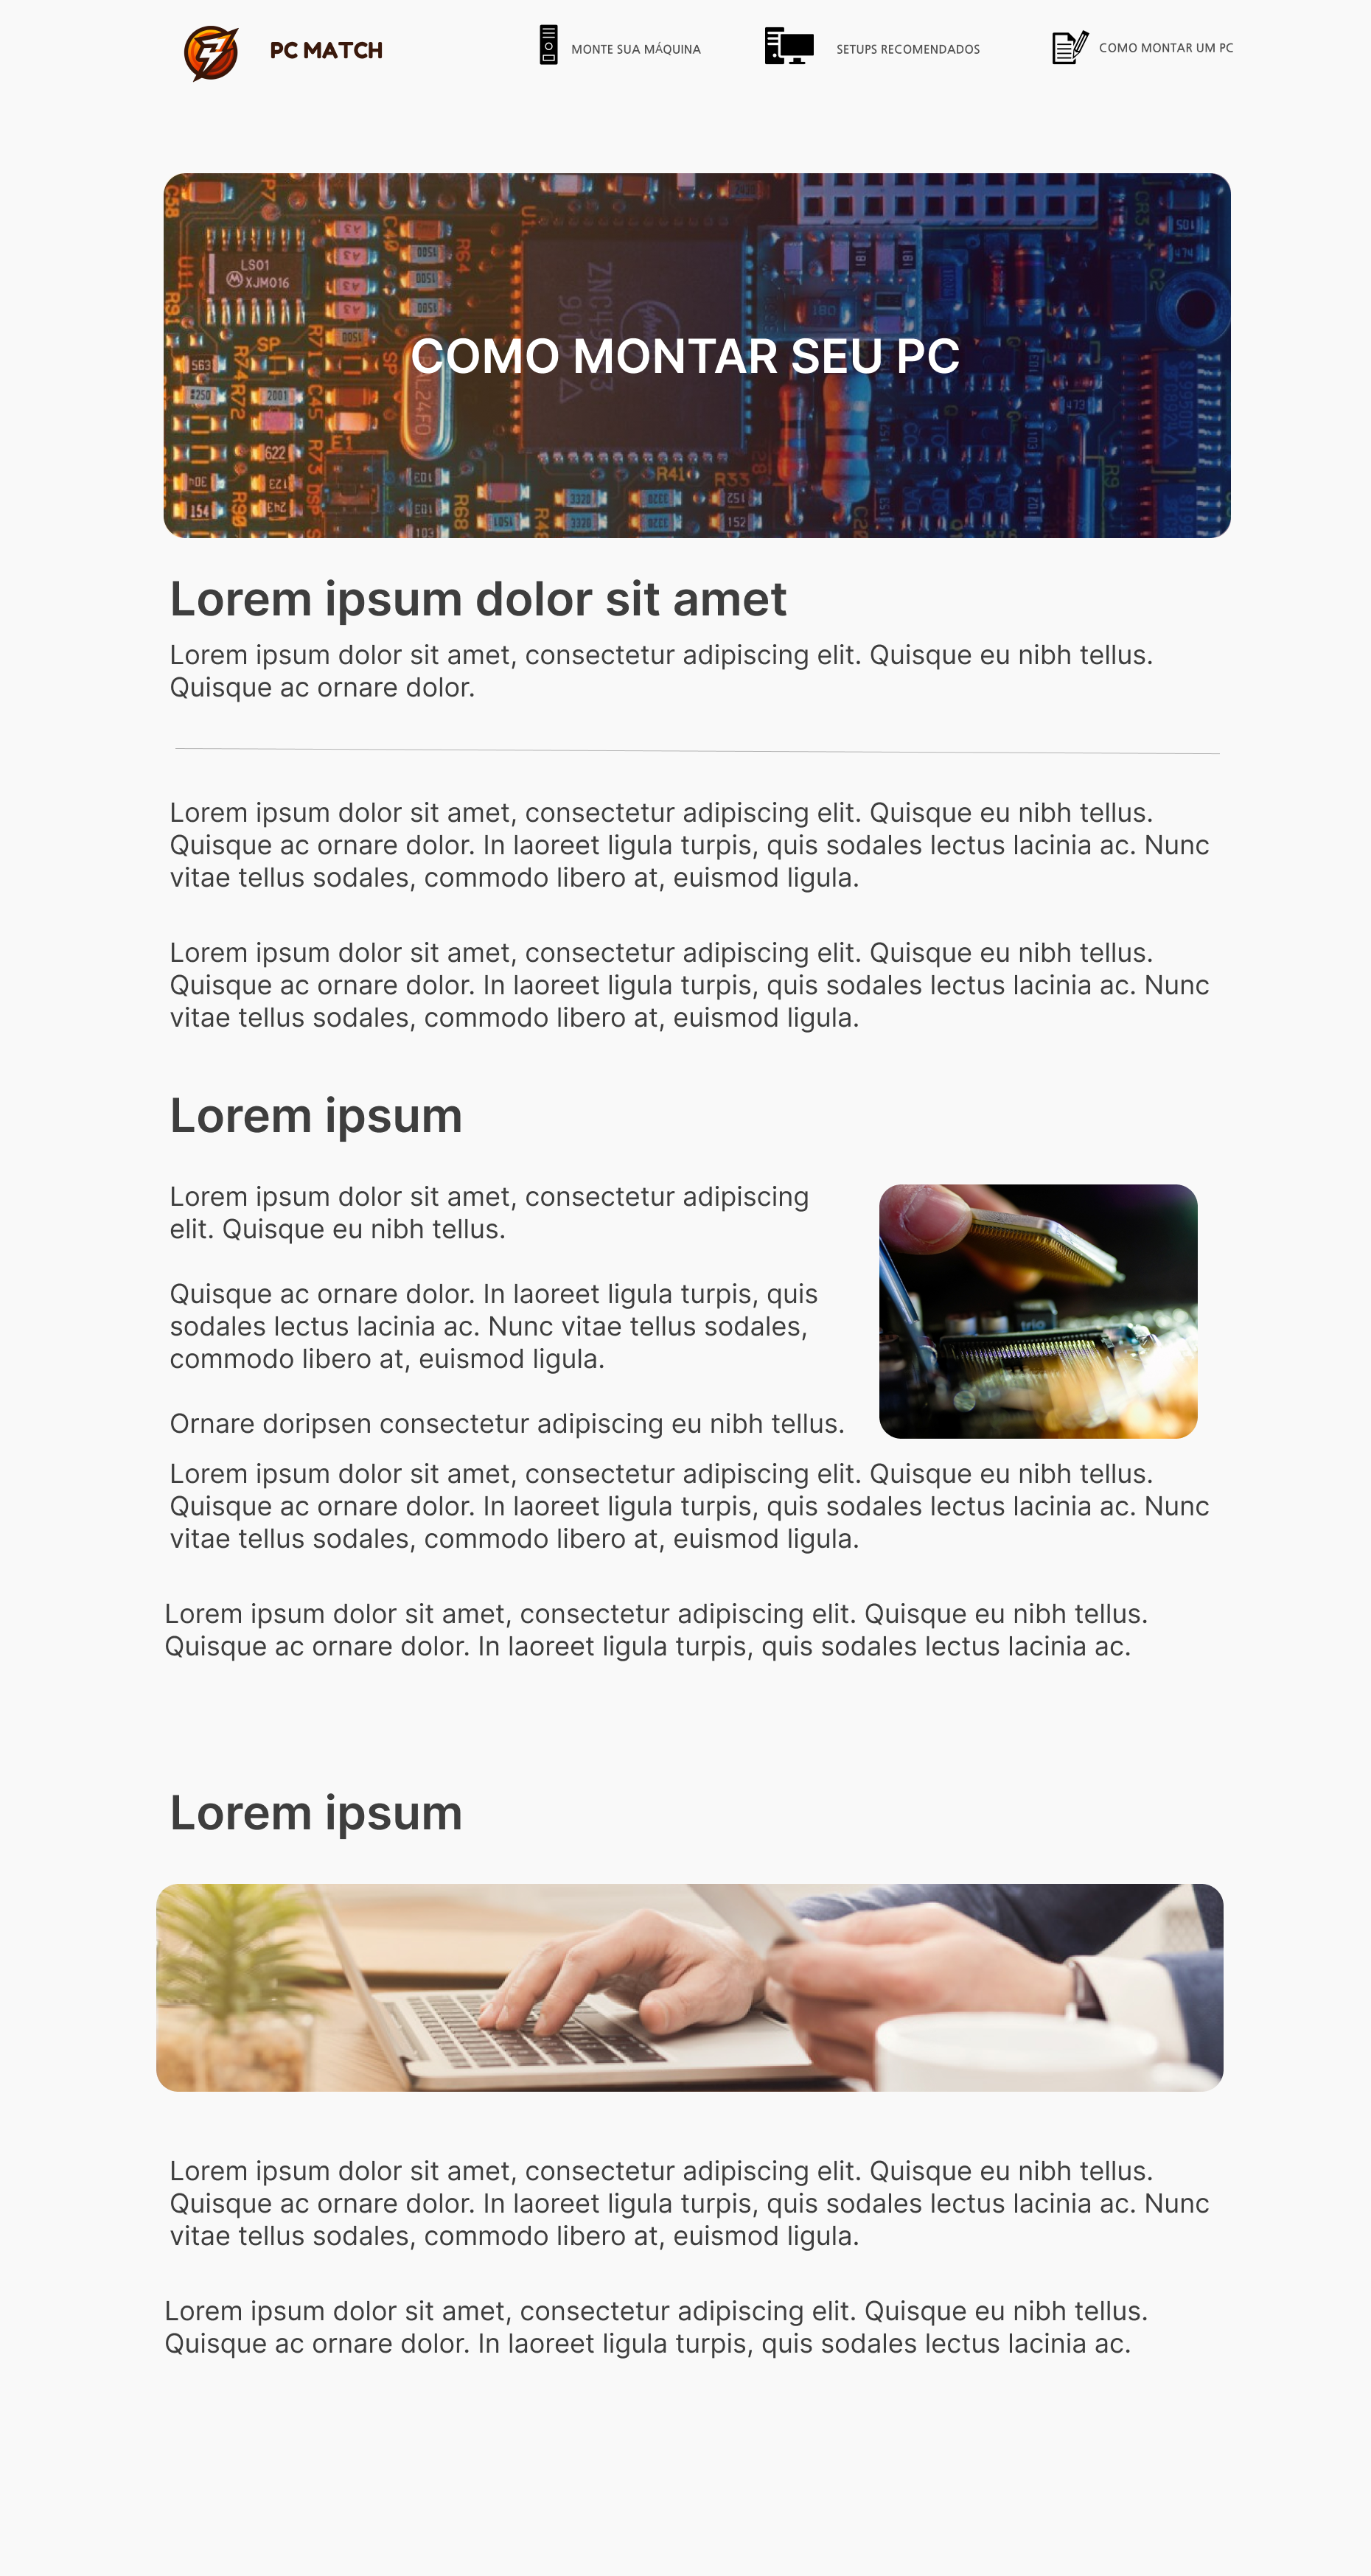 PC MATCH
MONTE SUA MÁQUINA
SETUPS RECOMENDADOS
COMO MONTAR UM PC
LS01
XJM016
COMO MONTAR SEU PC
R41
R33
Lorem ipsum dolor sit amet
Lorem ipsum dolor sit amet, consectetur adipiscing elit. Quisque eu nibh tellus.
Quisque ac ornare dolor.
Lorem ipsum dolor sit amet, consectetur adipiscing elit. Quisque eu nibh tellus.
Quisque ac ornare dolor. In laoreet ligula turpis, quis sodales lectus lacinia ac. Nunc
vitae tellus sodales, commodo libero at, euismod ligula.
Lorem ipsum dolor sit amet, consectetur adipiscing elit. Quisque eu nibh tellus.
Quisque ac ornare dolor. In laoreet ligula turpis, quis sodales lectus lacinia ac. Nunc
vitae tellus sodales, commodo libero at, euismod ligula.
Lorem ipsum
Lorem ipsum dolor sit amet, consectetur adipiscing
elit. Quisque eu nibh tellus.
Quisque ac ornare dolor. In laoreet ligula turpis, quis
sodales lectus lacinia ac. Nunc vitae tellus sodales,
commodo libero at, euismod ligula.
Ornare doripsen consectetur adipiscing eu nibh tellus.
trio
Lorem ipsum dolor sit amet, consectetur adipiscing elit. Quisque eu nibh tellus.
Quisque ac ornare dolor. In laoreet ligula turpis, quis sodales lectus lacinia ac. Nunc
vitae tellus sodales, commodo libero at, euismod ligula.
Lorem ipsum dolor sit amet, consectetur adipiscing elit. Quisque eu nibh tellus.
Quisque ac ornare dolor. In laoreet ligula turpis, quis sodales lectus lacinia ac.
Lorem ipsum
Lorem ipsum dolor sit amet, consectetur adipiscing elit. Quisque eu nibh tellus.
Quisque ac ornare dolor. In laoreet ligula turpis, quis sodales lectus lacinia ac. Nunc
vitae tellus sodales, commodo libero at, euismod ligula.
Lorem ipsum dolor sit amet, consectetur adipiscing elit. Quisque eu nibh tellus.
Quisque ac ornare dolor. In laoreet ligula turpis, quis sodales lectus lacinia ac.